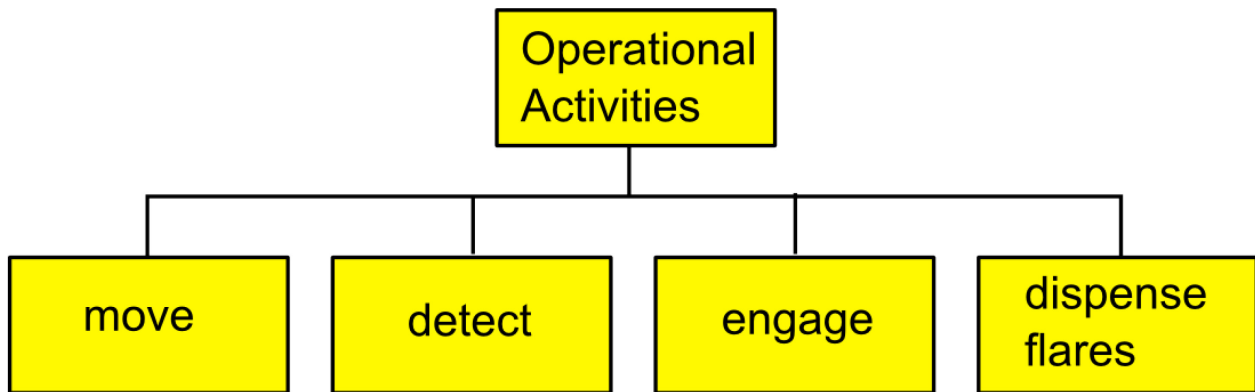 Operational
Activities
move
detect
engage
dispense
flares